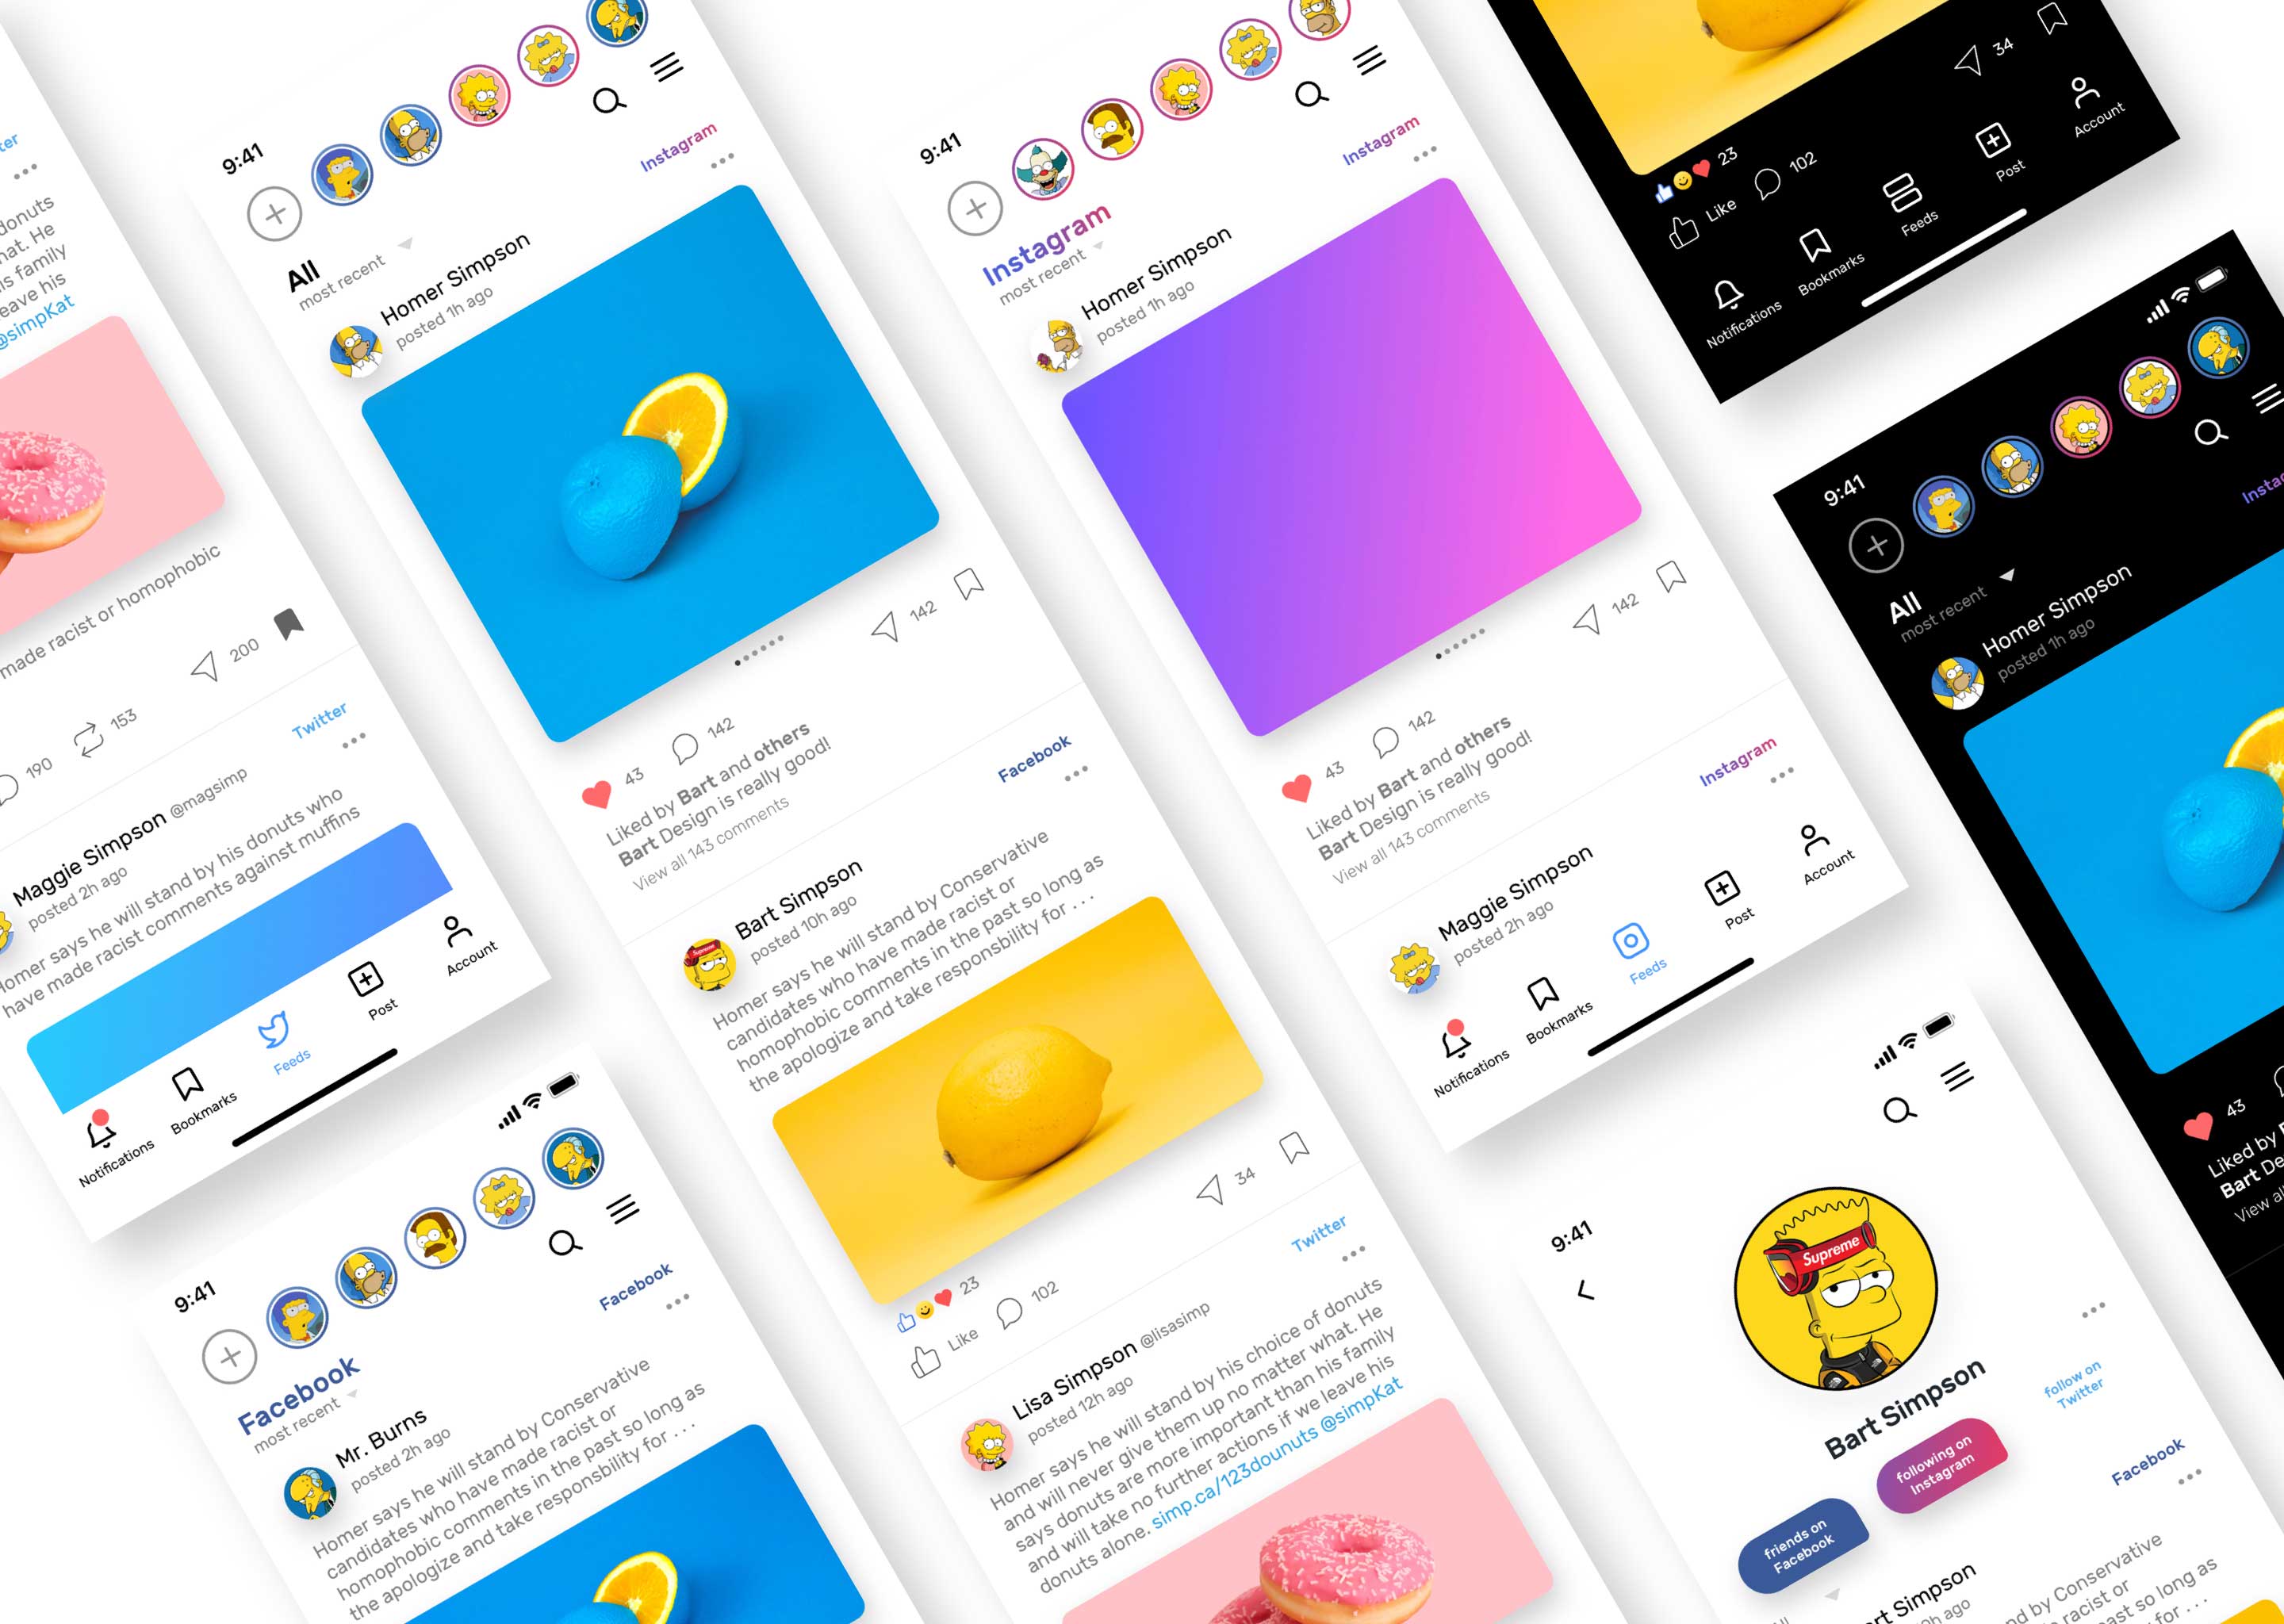 donuts
hat. He
is family
eave his
@simpKat
made racist or homophobic
200
190
153
Twitter
Maggie Simpson @magsimp
posted 2h ago
Homer says he will stand by his donuts who
have made racist comments against muffins
Notifications
Bookmarks
Feeds
Post
Account
9:41
Facebook
most recent
Facebook
Mr. Burns
posted 2h ago
Homer says he will stand by Conservative
candidates who have made racist or
homophobic comments in the past so long as
the apologize and take responsbility for . . .
9:41
All
most recent
Instagram
Homer Simpson
posted 1h ago
142
43
142
Liked by Bart and others
Bart Design is really good!
View all 143 comments
Facebook
Bart Simpson
posted 10h ago
Homer says he will stand by Conservative
candidates who have made racist or
homophobic comments in the past so long as
the apologize and take responsbility for . . .
34
23
Like
102
Twitter
Lisa Simpson @lisasimp
posted 12h ago
Homer says he will stand by his choice of donuts
and will never give them up no matter what. He
says donuts are more important than his family
and will take no further actions if we leave his
donuts alone. simp.ca/123dounuts @simpKat
9:41
Instagram
most recent
Instagram
Homer Simpson
posted 1h ago
142
43
142
Liked by Bart and others
Bart Design is really good!
View all 143 comments
Instagram
Maggie Simpson
posted 2h ago
Notifications
Bookmarks
Feeds
Post
Account
34
23
Like
102
Notifications
Bookmarks
Feeds
Post
Account
9:41
All
most recent
Homer Simpson
posted 1h ago
43
Liked by
Bart De
View al
9:41
Supreme
Bart Simpson
follow on
Twitter
following on
Instagram
friends on
Facebook
Facebook
rt Simpson
nd by Conservative
racist or
past so long as
for . . .